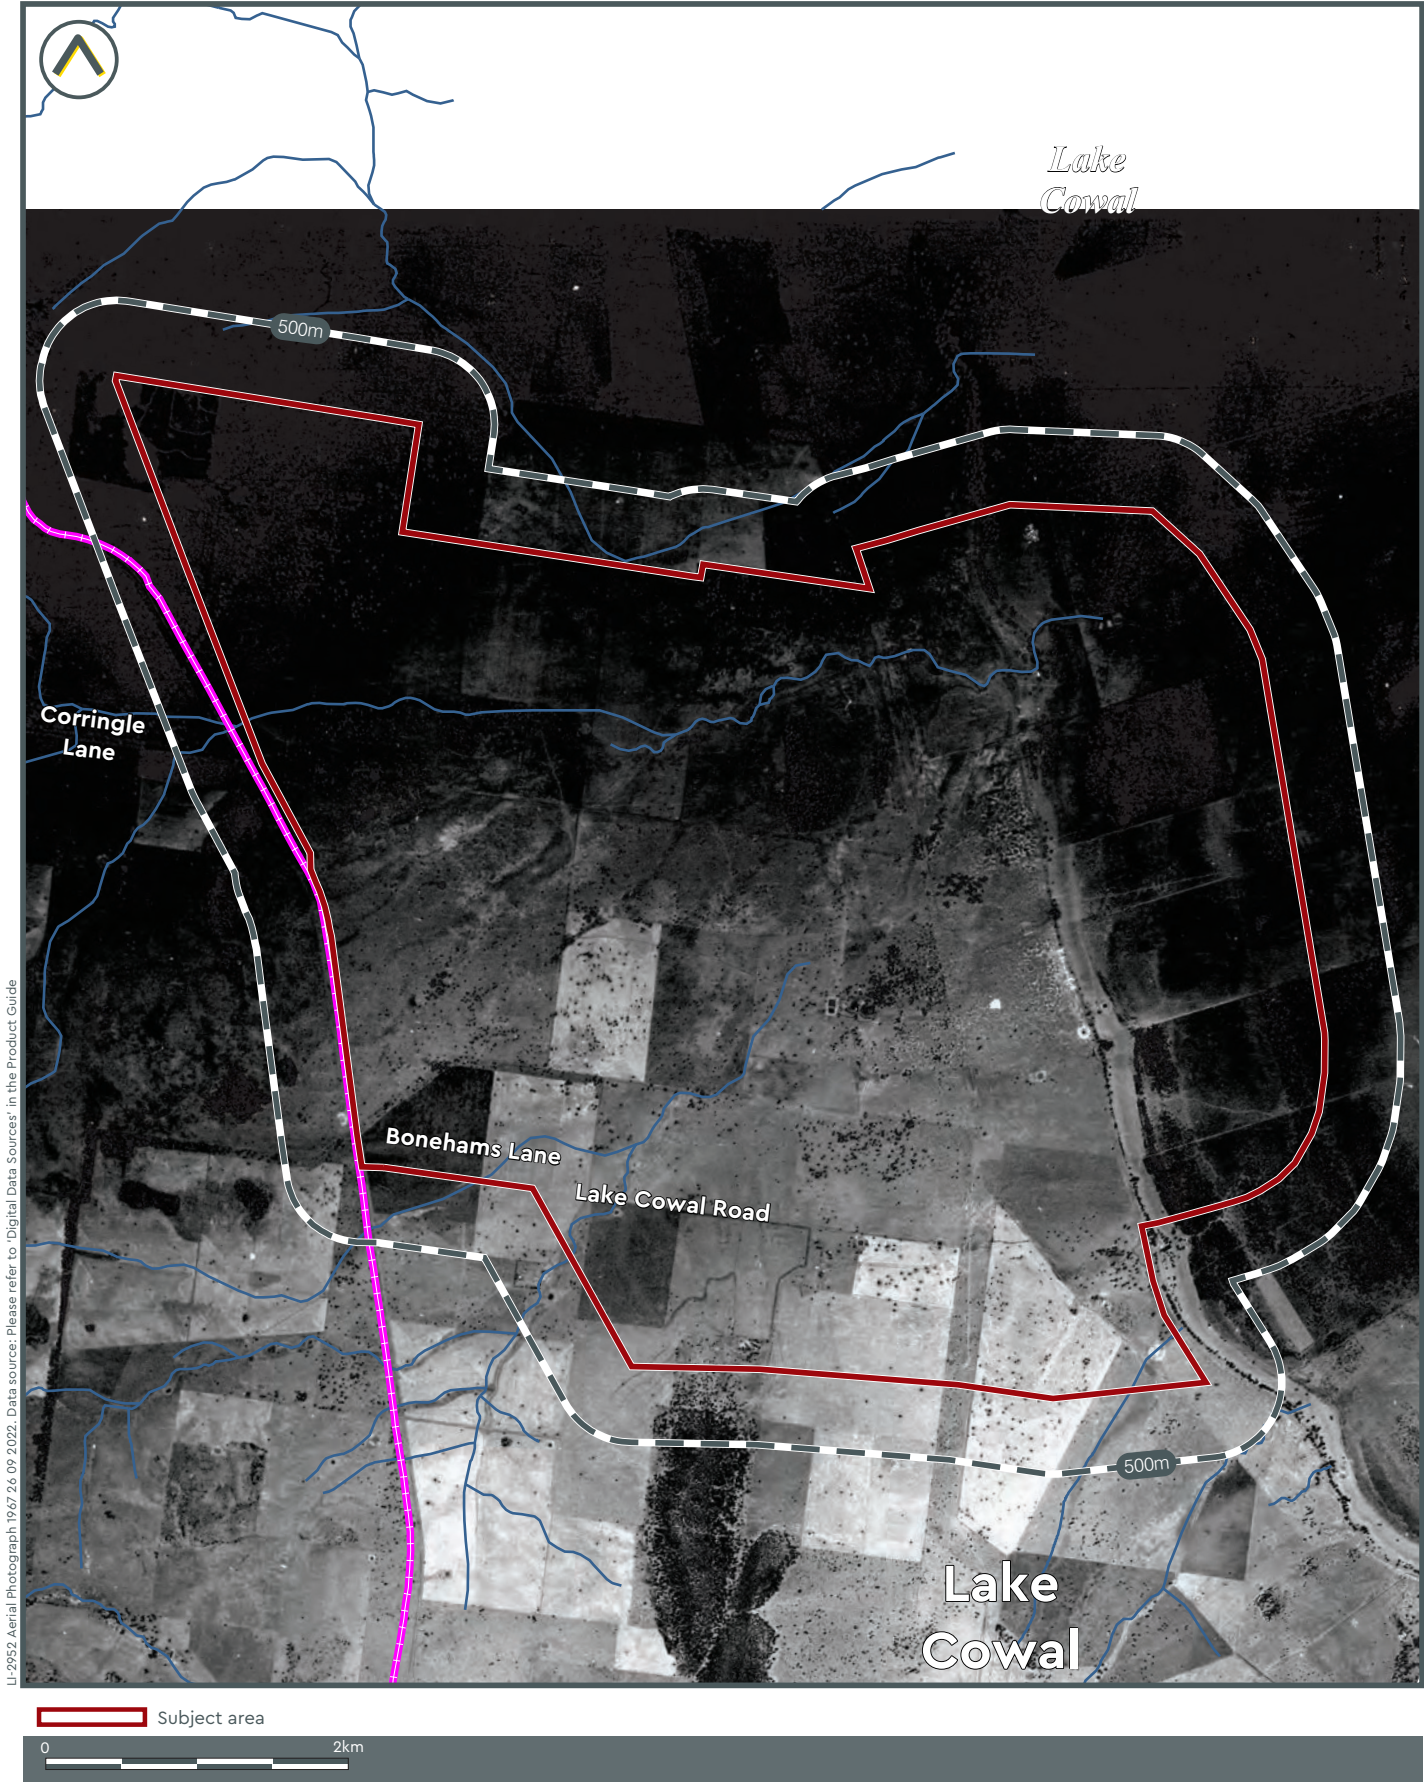 Lake
Cowal
500m
Corringle
Lane
Bonehams Lane
Lake Cowal Road
500m
Lake
Cowal
LI-2952 Aerial Photograph 1967 26 09 2022. Data source: Please refer to 'Digital Data Sources' in the Product Guide
Subject area
0 2km